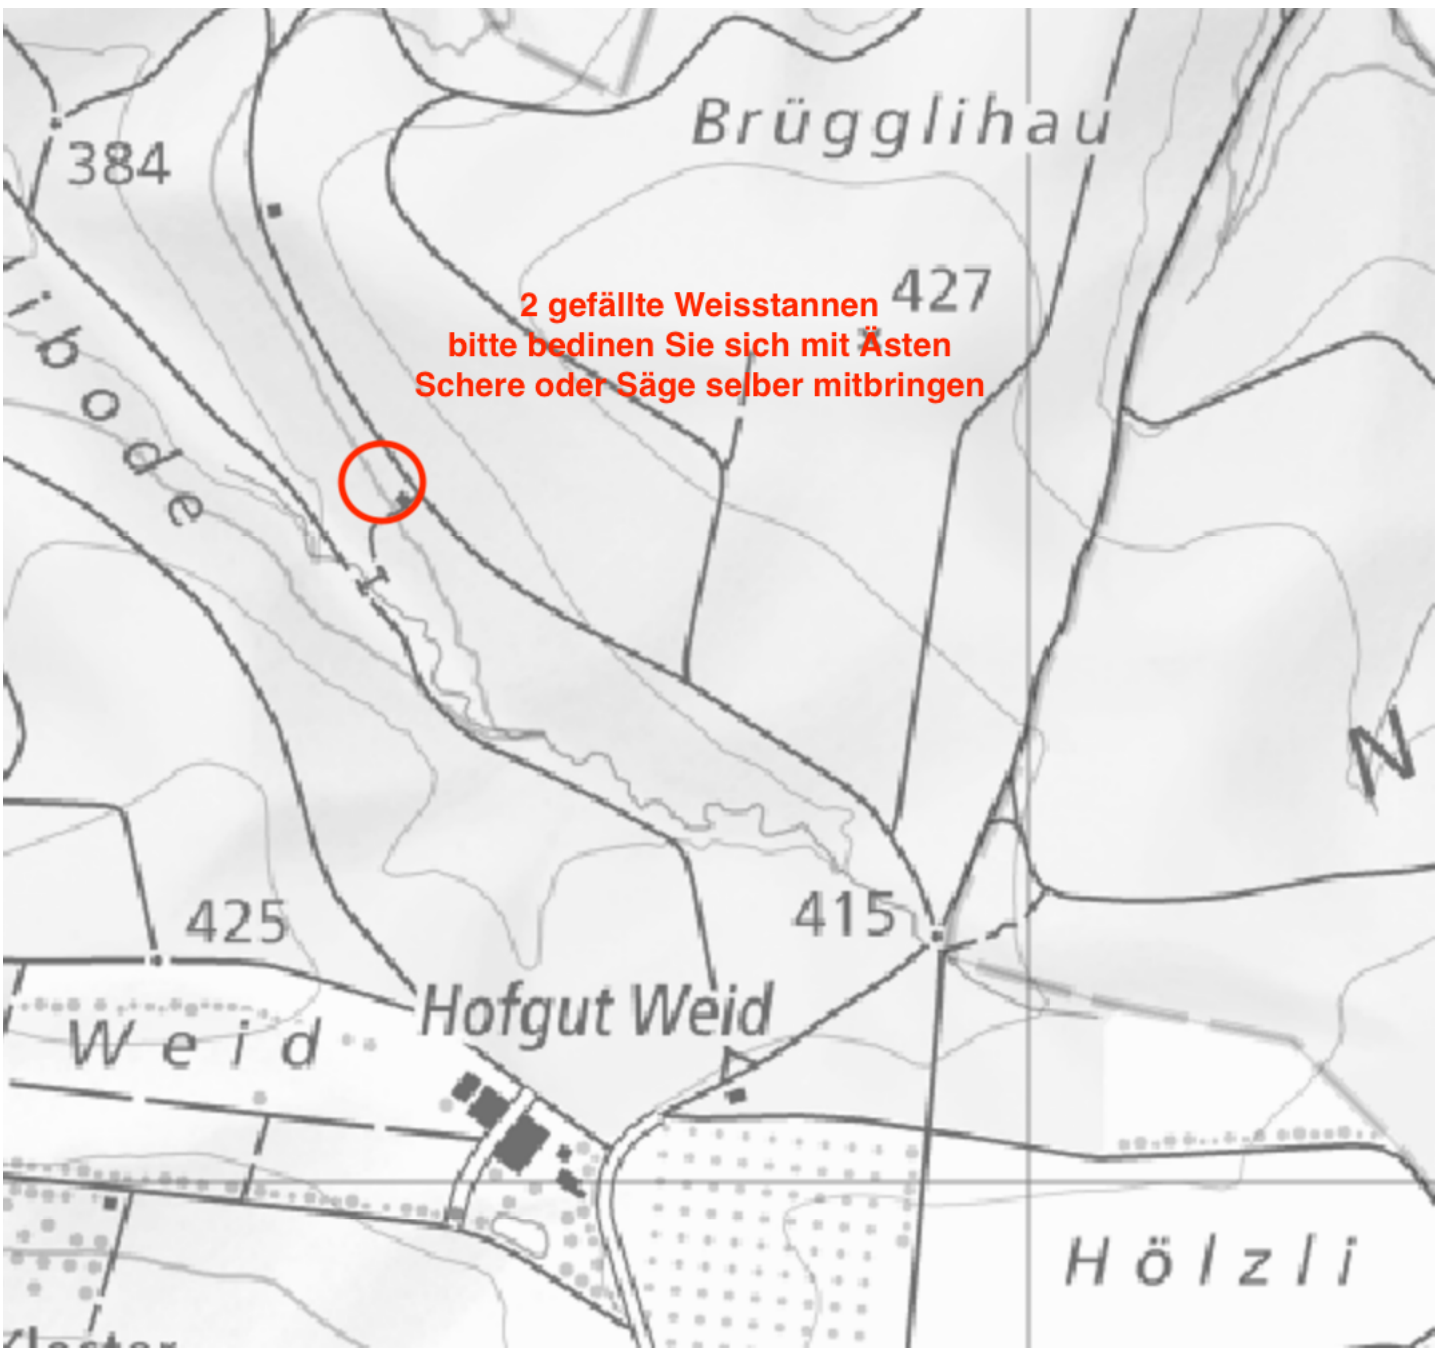 Brügglihau
384
427
2 gefällte Weisstannen
bitte bedinen Sie sich mit Ästen
Schere oder Säge selber mitbringen
libode
N
425
415
Hofgut Weid
Weid
Hölzli